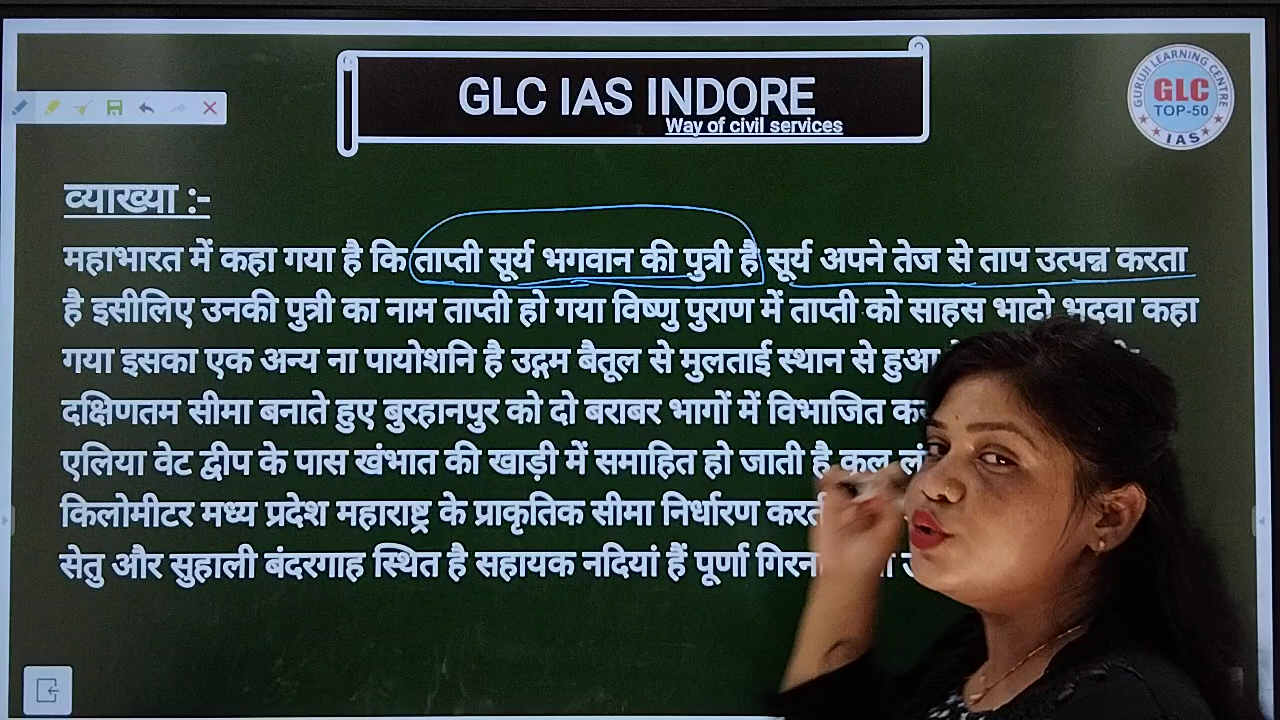 GLC IAS INDORE
Way of civil services
GURUJI LEARNING CENTRE
GLC
TOP-50
IAS
व्याख्या :-
महाभारत में कहा गया है कि ताप्ती सूर्य भगवान की पुत्री है सूर्य अपने तेज से ताप उत्पन्न करता
है इसीलिए उनकी पुत्री का नाम ताप्ती हो गया विष्णु पुराण में ताप्ती को साहस भादो भदवा कहा
गया इसका एक अन्य ना पायोशनि है उद्गम बैतूल से मुलताई स्थान से हुआ
दक्षिणतम सीमा बनाते हुए बुरहानपुर को दो बराबर भागों में विभाजित
एलिया वेट द्वीप के पास खंभात की खाड़ी में समाहित हो जाती है कुल
किलोमीटर मध्य प्रदेश महाराष्ट्र के प्राकृतिक सीमा निर्धारण
सेतु और सुहाली बंदरगाह स्थित है सहायक नदियां हैं पूर्णा